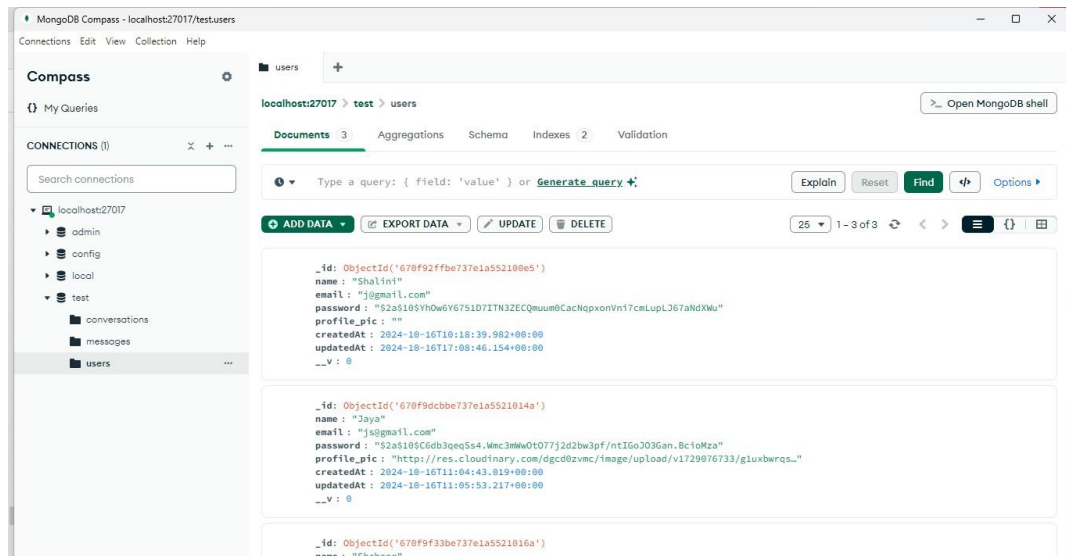 MongoDB Compass - localhost:27017/test.users
Connections Edit View Collection Help
Compass
{} My Queries
CONNECTIONS (1)
Search connections
localhost:27017
admin
config
local
test
conversations
messages
users
users
localhost:27017 > test > users
>_ Open MongoDB shell
Documents 3 Aggregations Schema Indexes 2 Validation
Type a query: { field: 'value' } or Generate query
Explain Reset Find </> Options
ADD DATA EXPORT DATA UPDATE DELETE
25 1 – 3 of 3 {}
_id: ObjectId('670f92ffbe737e1a552100e5')
name : "Shalini"
email : "j@gmail.com"
password : "$2a$10$YhOw6Y6751D7ITN3ZECQmuum0CacNqpxonVni7cmLupLJ67aNdXWu"
profile_pic : ""
createdAt : 2024-10-16T10:18:39.982+00:00
updatedAt : 2024-10-16T17:08:46.154+00:00
__v : 0
_id: ObjectId('670f9dcbbe737e1a5521014a')
name : "Jaya"
email : "js@gmail.com"
password : "$2a$10$C6db3qeqSs4.Wmc3mWwOtO77j2d2bw3pf/ntIGoJO3Gan.BcioMza"
profile_pic : "http://res.cloudinary.com/dgcd0zvmc/image/upload/v1729076733/g1uxbwrqs…"
createdAt : 2024-10-16T11:04:43.019+00:00
updatedAt : 2024-10-16T11:05:53.217+00:00
__v : 0
_id: ObjectId('670f9f33be737e1a5521016a')
name :